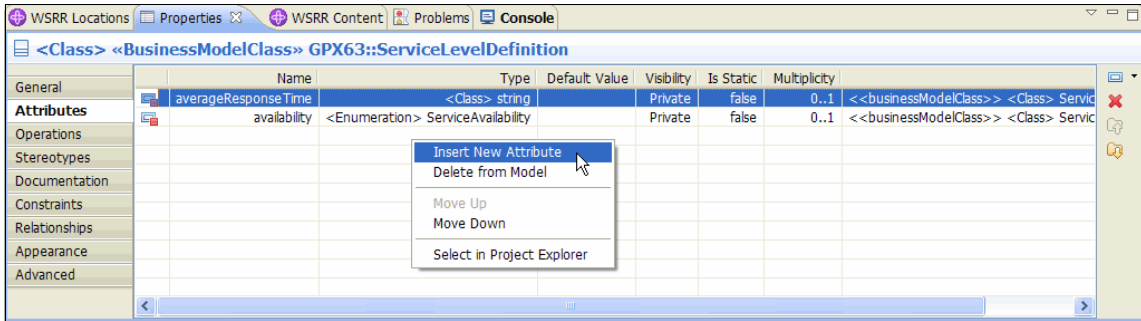 WSRR Locations Properties WSRR Content Problems Console
<Class> «BusinessModelClass» GPX63::ServiceLevelDefinition
General
Attributes
Operations
Stereotypes
Documentation
Constraints
Relationships
Appearance
Advanced
Name Type Default Value Visibility Is Static Multiplicity
averageResponseTime <Class> string Private false 0..1 <<businessModelClass>> <Class> Servic
availability <Enumeration> ServiceAvailability Private false 0..1 <<businessModelClass>> <Class> Servic
Insert New Attribute
Delete from Model
Move Up
Move Down
Select in Project Explorer